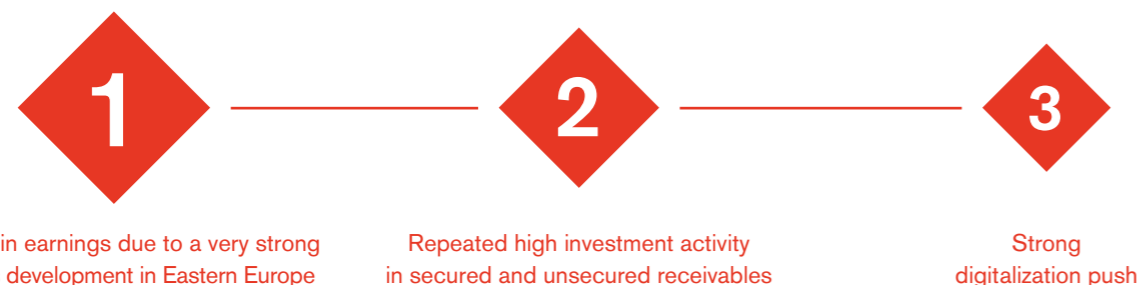 1
2
3
in earnings due to a very strong
development in Eastern Europe
Repeated high investment activity
in secured and unsecured receivables
Strong
digitalization push